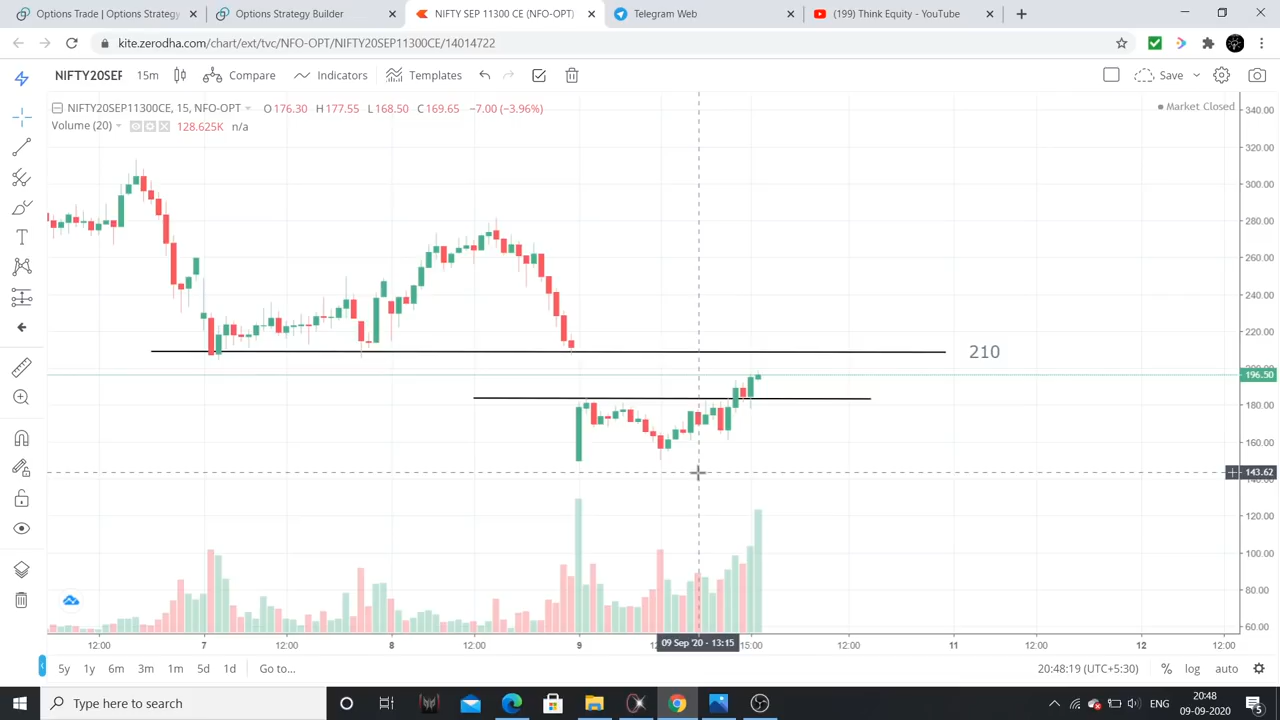 Options Trade | Options Strategy
Options Strategy Builder
NIFTY SEP 11300 CE (NFO-OPT)
Telegram Web
(199) Think Equity - YouTube
kite.zerodha.com/chart/ext/tvc/NFO-OPT/NIFTY20SEP11300CE/14014722
NIFTY20SEP
15m
Compare
Indicators
Templates
Save
NIFTY20SEP11300CE, 15, NFO-OPT
O176.30 H177.55 L168.50 C169.65 −7.00 (−3.96%)
Market Closed
Volume (20)
128.625K n/a
340.00
320.00
300.00
280.00
260.00
240.00
220.00
210
196.50
180.00
160.00
143.62
120.00
100.00
80.00
60.00
12:00 7 12:00 8 12:00 9 09 Sep '20 - 13:15 15:00 12:00 11 12:00 12 12:00
5y 1y 6m 3m 1m 5d 1d Go to...
20:48:19 (UTC+5:30) % log auto
Type here to search
ENG
20:48
09-09-2020
5